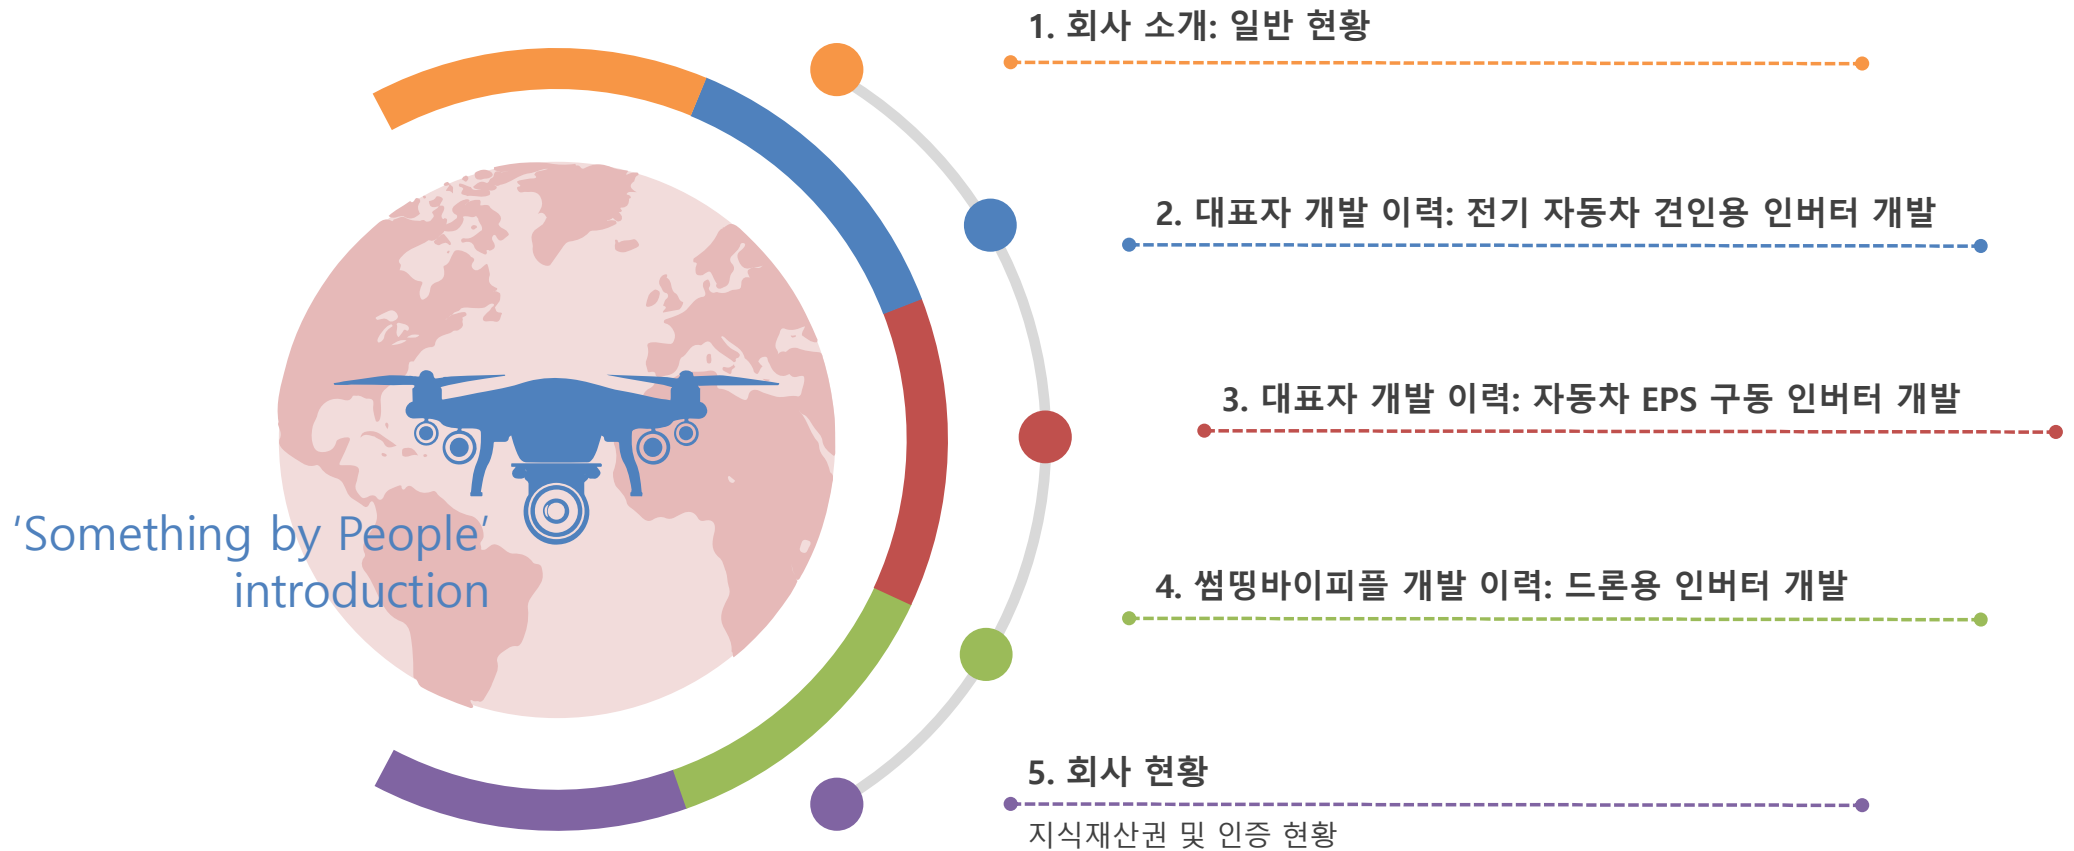 'Something by People'
introduction
1. 회사 소개: 일반 현황
2. 대표자 개발 이력: 전기 자동차 견인용 인버터 개발
3. 대표자 개발 이력: 자동차 EPS 구동 인버터 개발
4. 썸띵바이피플 개발 이력: 드론용 인버터 개발
5. 회사 현황
지식재산권 및 인증 현황